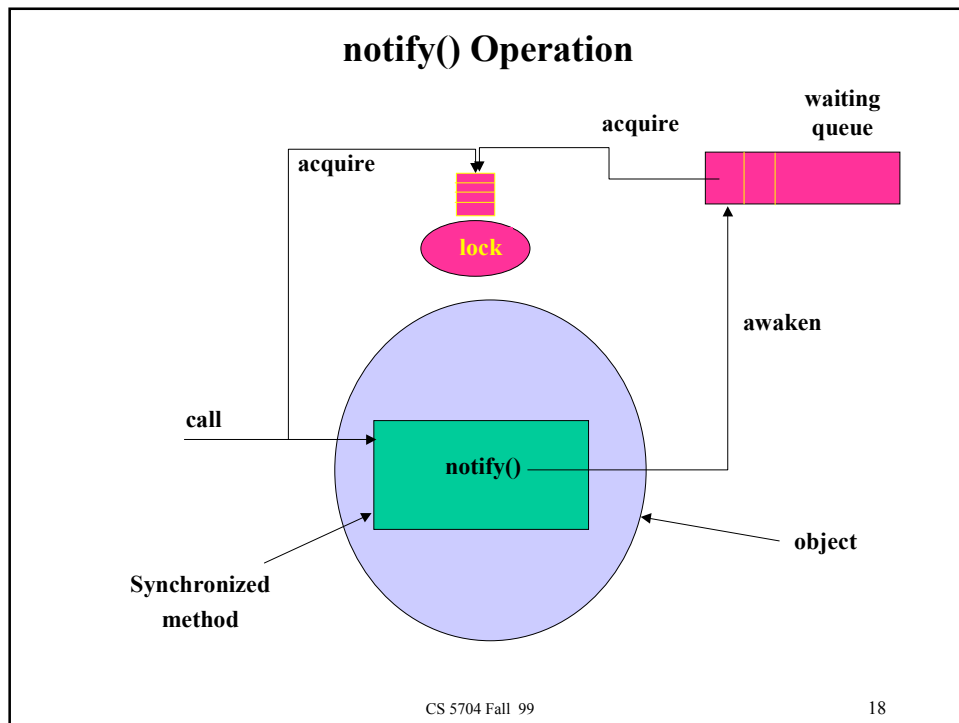 notify() Operation
waiting
queue
acquire
acquire
lock
awaken
call
notify()
object
Synchronized
method
CS 5704 Fall 99
18